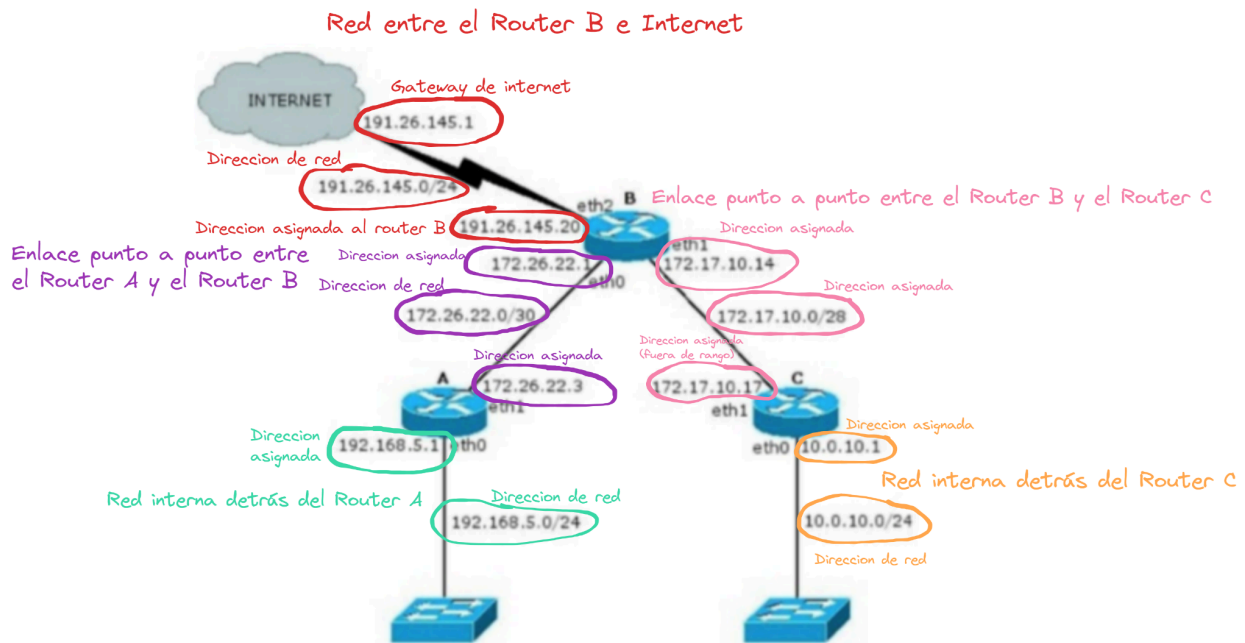 Red entre el Router B e Internet
Gateway de internet
INTERNET
191.26.145.1
Direccion de red
191.26.145.0/24
eth2
B
Enlace punto a punto entre el Router B y el Router C
Direccion asignada al router B
191.26.145.20
Direccion asignada
eth1
Enlace punto a punto entre
el Router A y el Router B
Direccion asignada
172.26.22.1
eth0
172.17.10.14
Direccion de red
172.26.22.0/30
Direccion asignada
172.17.10.0/28
Direccion asignada
Direccion asignada
(fuera de rango)
A
172.26.22.3
eth1
172.17.10.17
C
eth1
Direccion
asignada
192.168.5.1
eth0
Direccion asignada
eth0
10.0.10.1
Red interna detrás del Router A
Direccion de red
192.168.5.0/24
Red interna detrás del Router C
10.0.10.0/24
Direccion de red